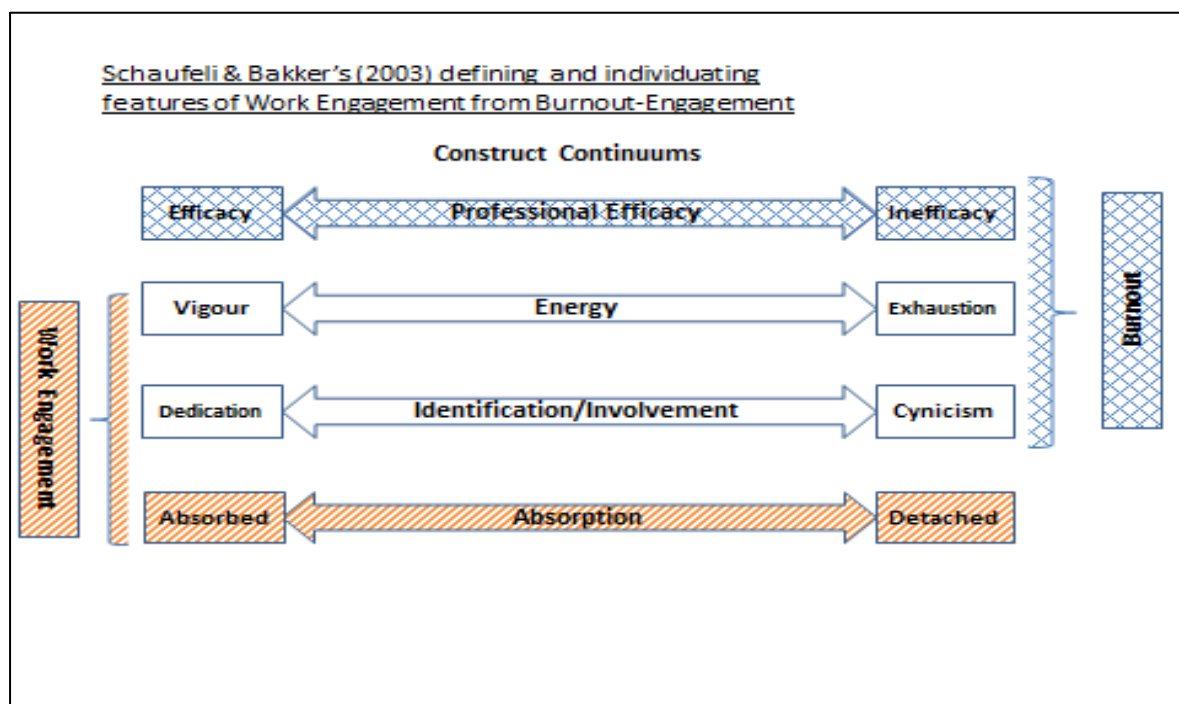 Schaufeli & Bakker's (2003) defining and individuating
features of Work Engagement from Burnout-Engagement
Construct Continuums
Efficacy
Professional Efficacy
Inefficacy
Vigour
Energy
Exhaustion
Dedication
Identification/Involvement
Cynicism
Absorbed
Absorption
Detached
Work Engagement
Burnout